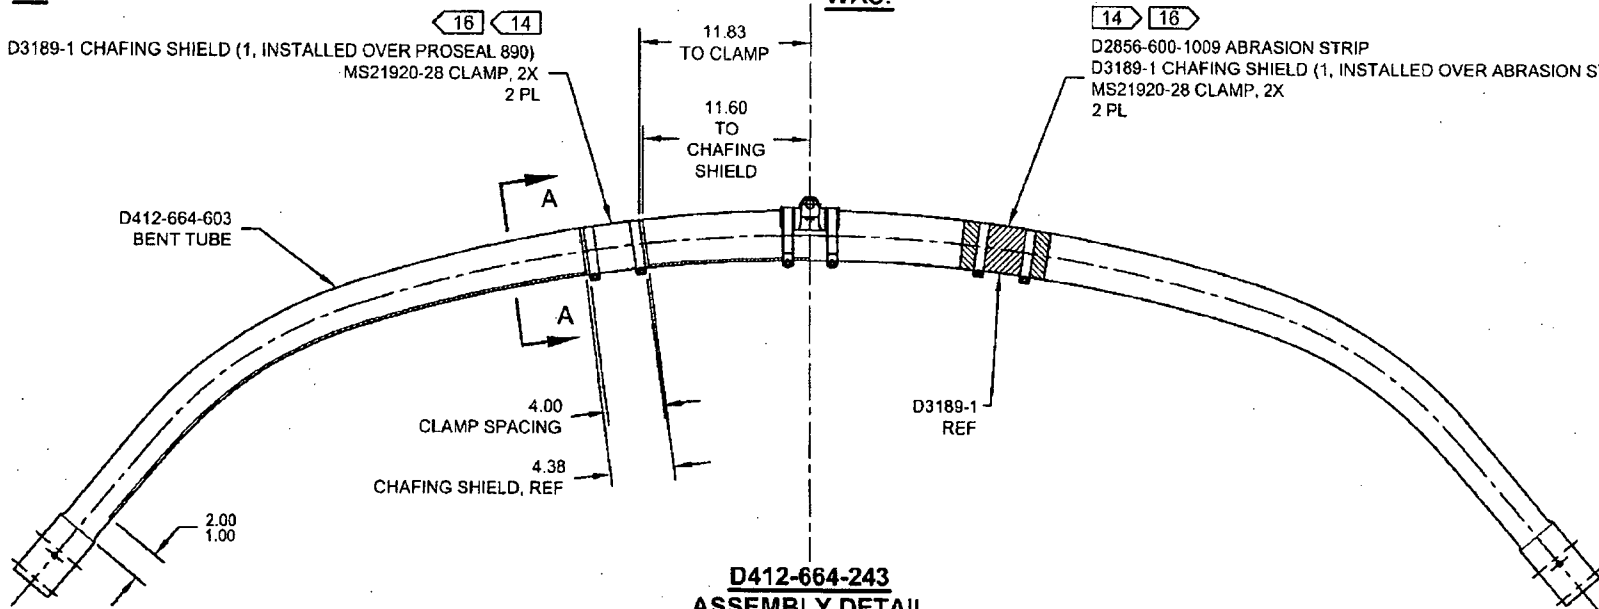 WAS:
16 14
D3189-1 CHAFING SHIELD (1, INSTALLED OVER PROSEAL 890)
MS21920-28 CLAMP, 2X
2 PL
11.83
TO CLAMP
11.60
TO
CHAFING
SHIELD
14 16
D2856-600-1009 ABRASION STRIP
D3189-1 CHAFING SHIELD (1, INSTALLED OVER ABRASION S
MS21920-28 CLAMP, 2X
2 PL
A
D412-664-603
BENT TUBE
A
4.00
CLAMP SPACING
4.38
CHAFING SHIELD, REF
D3189-1
REF
2.00
1.00
D412-664-243
ASSEMBLY DETAIL